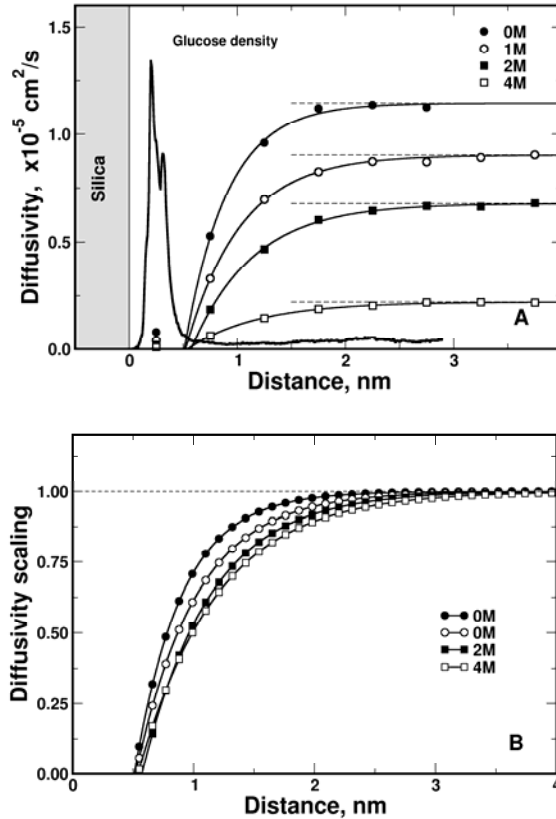 Glucose density
0M
1M
2M
4M
Silica
Diffusivity, x10-5 cm2/s
1.5
1.0
0.5
0.0
A
0 1 2 3
Distance, nm
Diffusivity scaling
1.00
0.75
0.50
0.25
0.00
0M
0M
2M
4M
B
0 1 2 3 4
Distance, nm